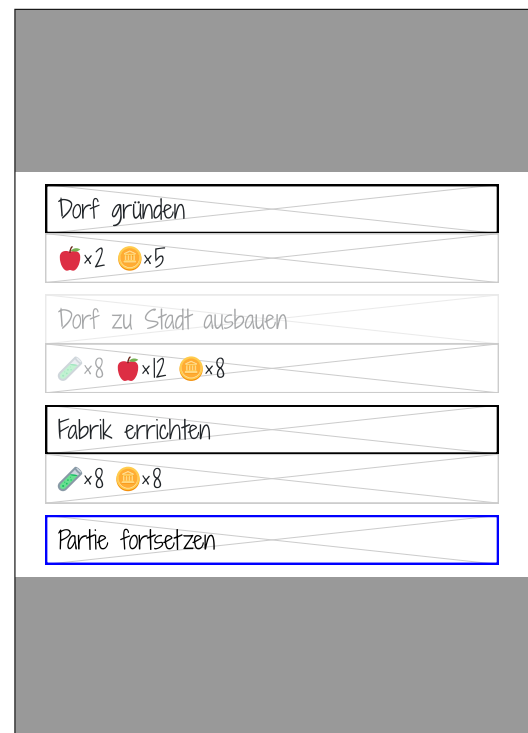 Dorf gründen
×2 ×5
Dorf zu Stadt ausbauen
×8 ×12 ×8
Fabrik errichten
×8 ×8
Partie fortsetzen